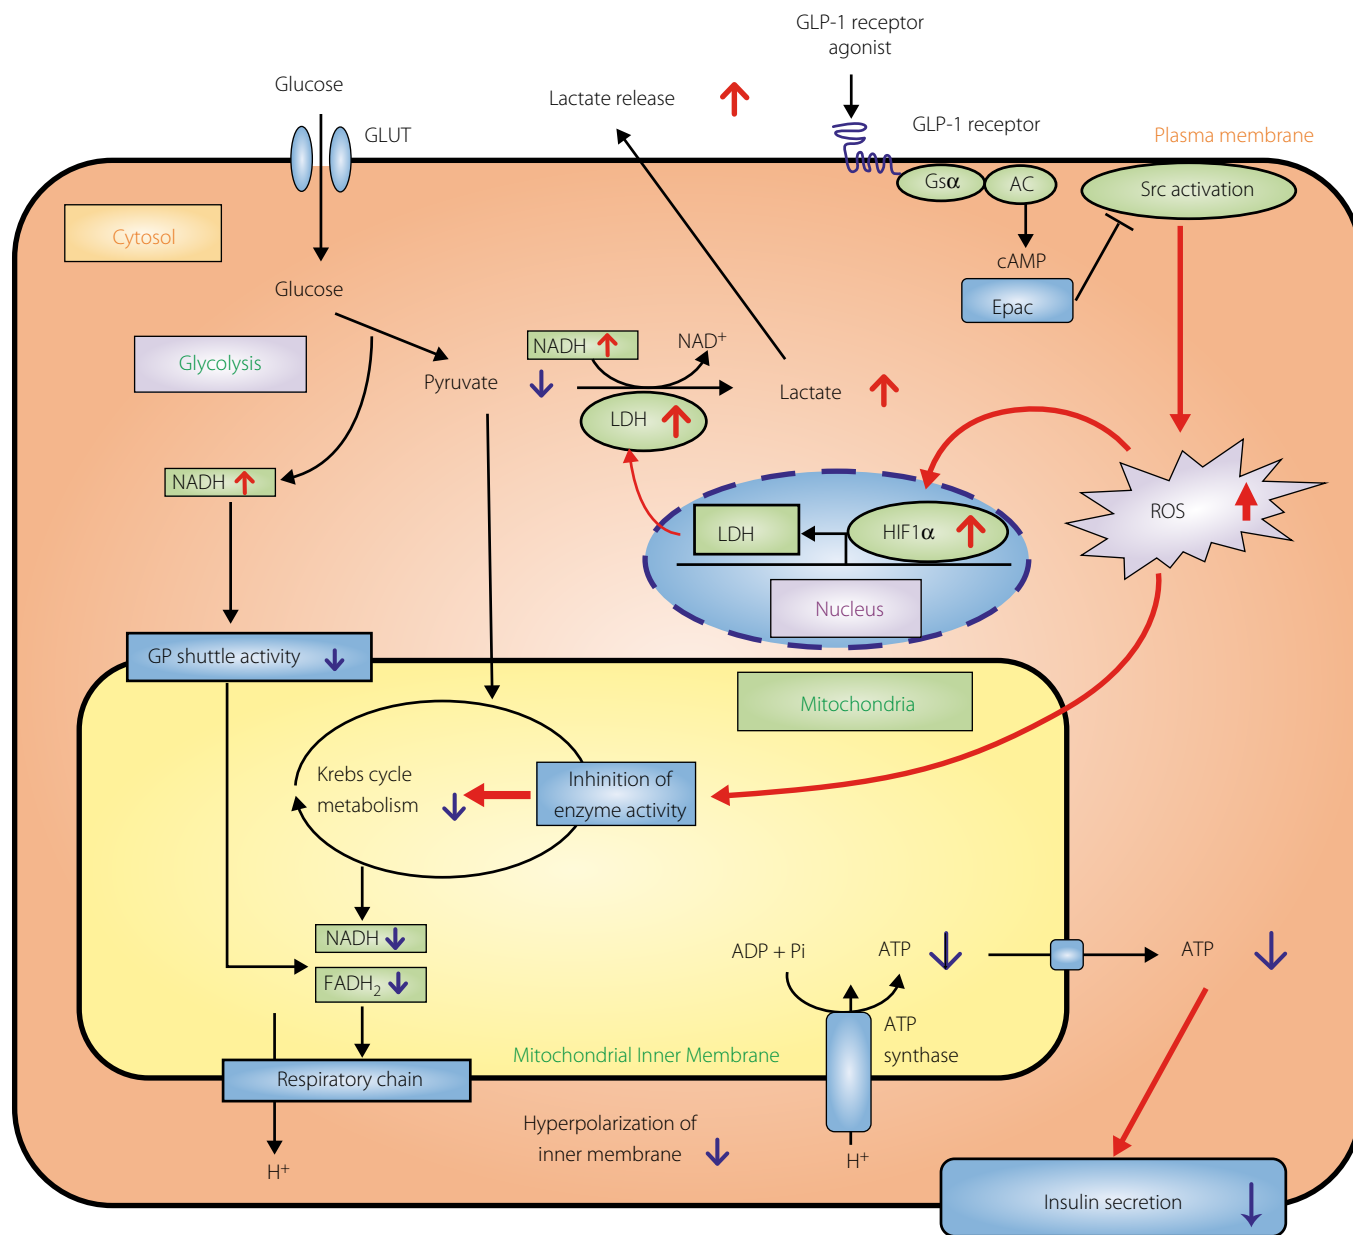 GLP-1 receptor
agonist
Glucose
Lactate release
GLUT
GLP-1 receptor
Plasma membrane
Gsα
AC
Src activation
Cytosol
cAMP
Glucose
Epac
NADH
NAD+
Glycolysis
Pyruvate
Lactate
LDH
NADH
ROS
LDH
HIF1α
Nucleus
GP shuttle activity
Mitochondria
Krebs cycle
metabolism
Inhinition of
enzyme activity
NADH
FADH2
ADP + Pi
ATP
ATP
ATP
synthase
Mitochondrial Inner Membrane
Respiratory chain
Hyperpolarization of
inner membrane
H+
H+
Insulin secretion